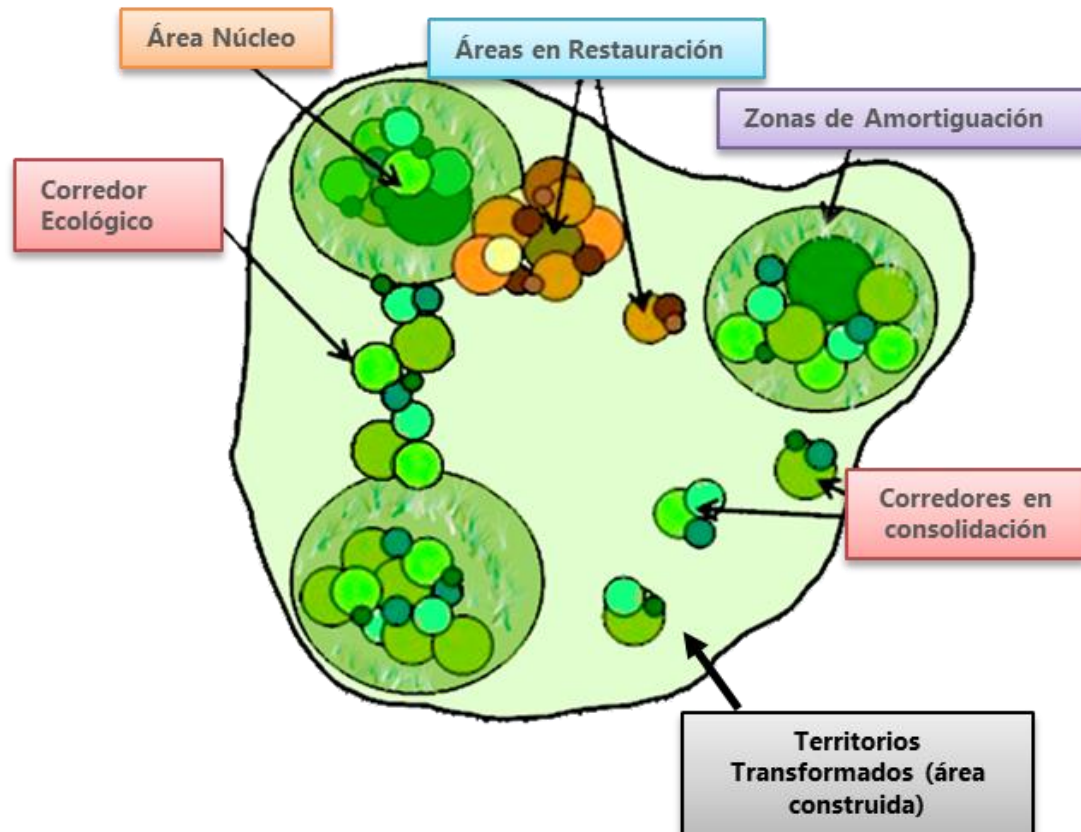 Área Núcleo
Áreas en Restauración
Zonas de Amortiguación
Corredor
Ecológico
Corredores en
consolidación
Territorios
Transformados (área
construida)